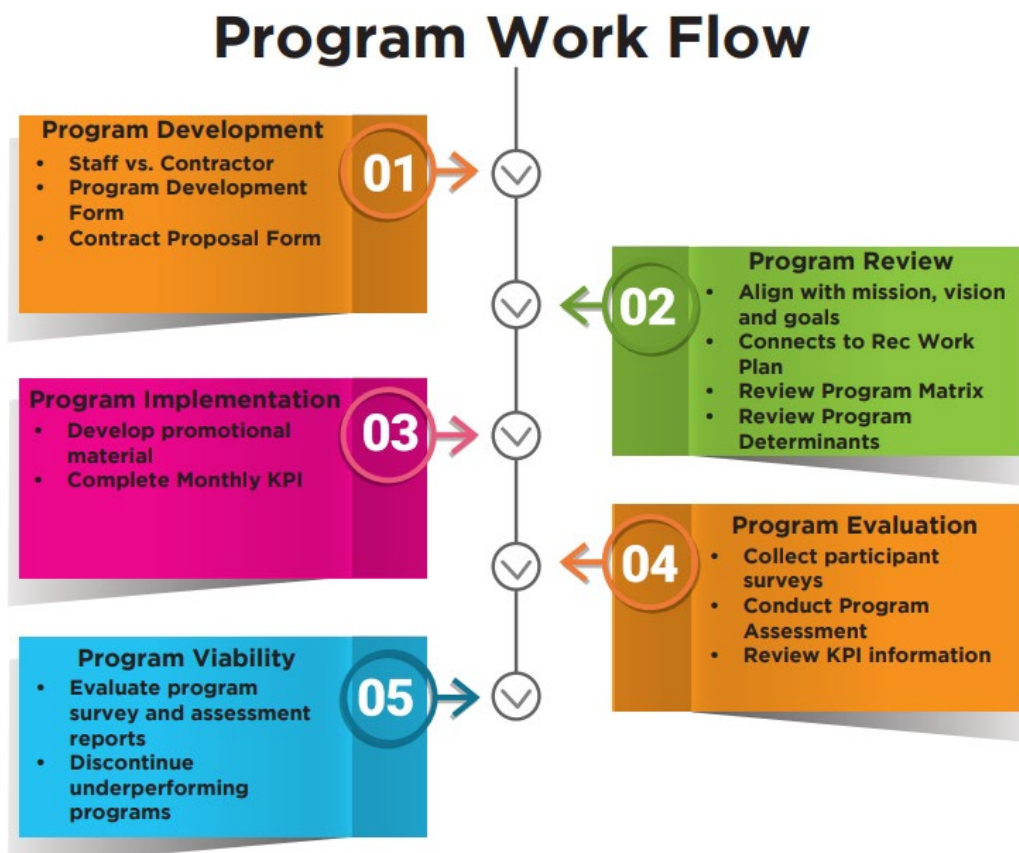 Program Work Flow
Program Development
01
• Staff vs. Contractor
• Program Development
Form
• Contract Proposal Form
Program Review
02
• Align with mission, vision
and goals
• Connects to Rec Work
Plan
• Review Program Matrix
• Review Program
Determinants
Program Implementation
03
• Develop promotional
material
• Complete Monthly KPI
Program Evaluation
04
• Collect participant
surveys
• Conduct Program
Assessment
• Review KPI information
Program Viability
05
• Evaluate program
survey and assessment
reports
• Discontinue
underperforming
programs